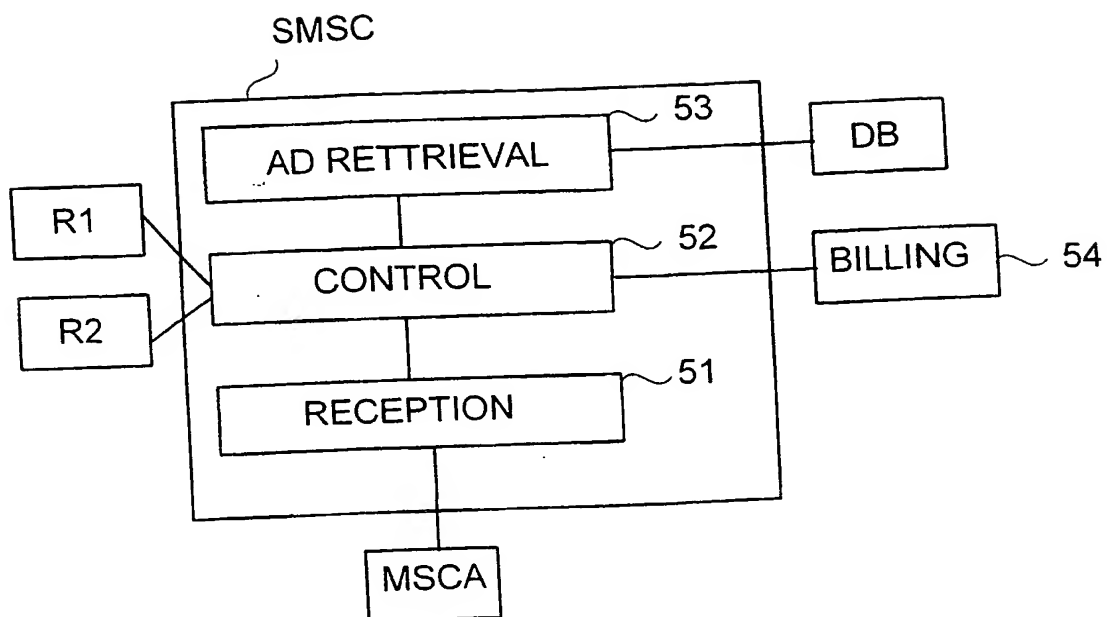 SMSC
53
AD RETTRIEVAL
DB
R1
52
CONTROL
BILLING
54
R2
51
RECEPTION
MSCA